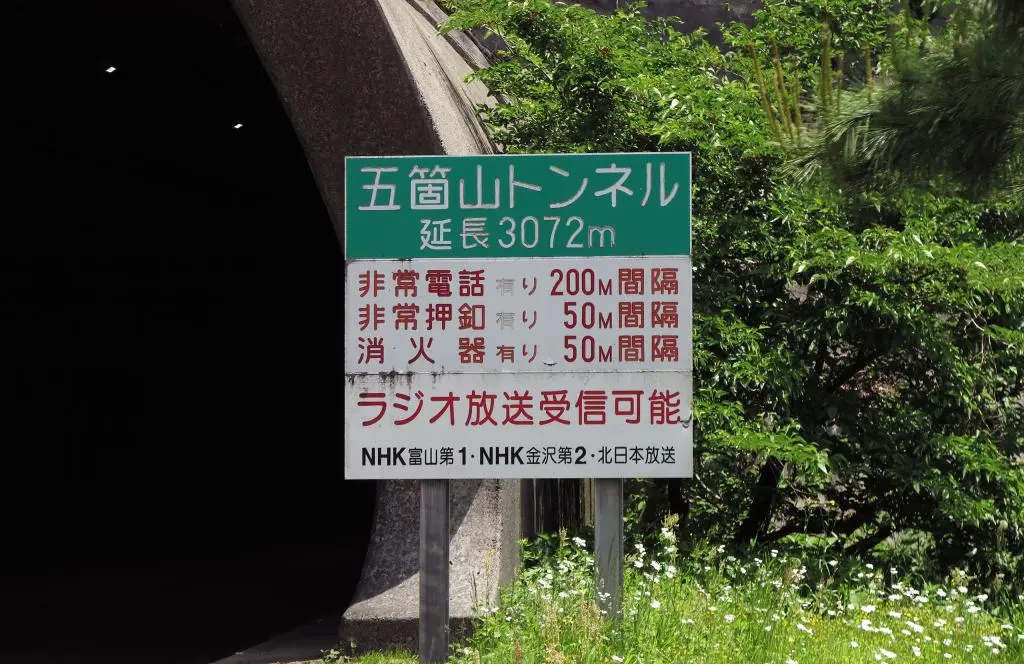 五箇山トンネル
延長3072m
非常電話 有り 200M間隔
非常押釦 有り 50M間隔
消火器 有り 50M間隔
ラジオ放送受信可能
NHK富山第1・NHK金沢第2・北日本放送